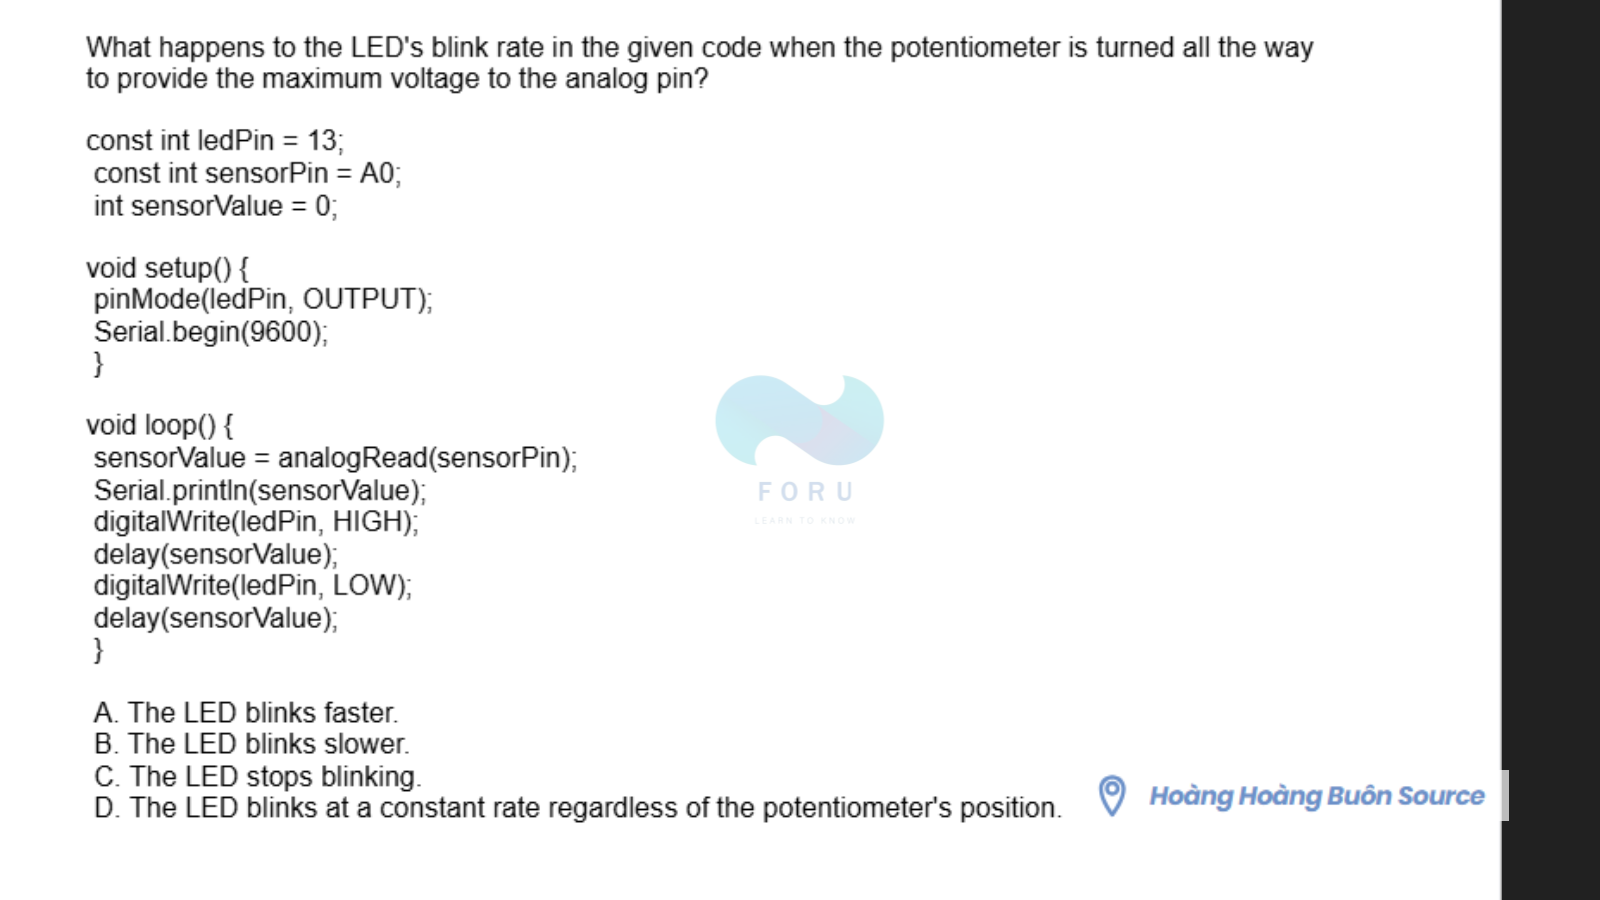 What happens to the LED's blink rate in the given code when the potentiometer is turned all the way
to provide the maximum voltage to the analog pin?
const int ledPin = 13;
const int sensorPin = A0;
int sensorValue = 0;
void setup() {
pinMode(ledPin, OUTPUT);
Serial.begin(9600);
}
void loop() {
sensorValue = analogRead(sensorPin);
Serial.println(sensorValue);
digitalWrite(ledPin, HIGH);
delay(sensorValue);
digitalWrite(ledPin, LOW);
delay(sensorValue);
}
FORU
LEARN TO KNOW
A. The LED blinks faster.
B. The LED blinks slower.
C. The LED stops blinking.
D. The LED blinks at a constant rate regardless of the potentiometer's position.
Hoàng Hoàng Buôn Source